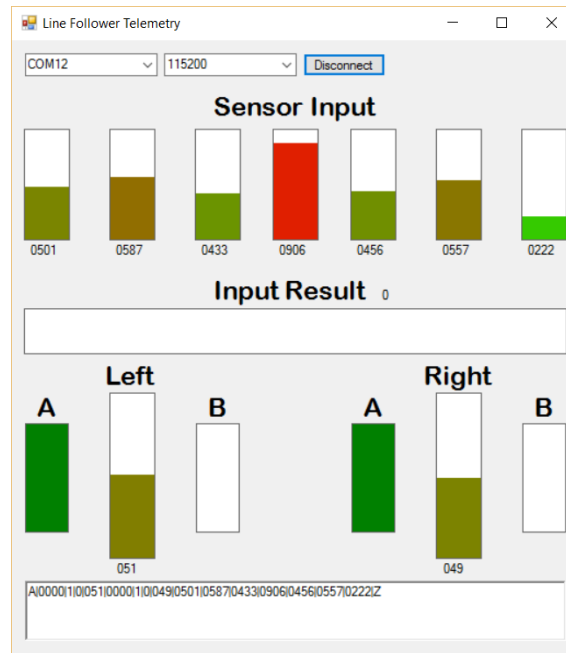 Line Follower Telemetry
COM12 115200 Disconnect
Sensor Input
0501 0587 0433 0906 0456 0557 0222
Input Result 0
Left Right
A B A B
051 049
A|0000|1|0|051|0000|1|0|049|0501|0587|0433|0906|0456|0557|0222|Z